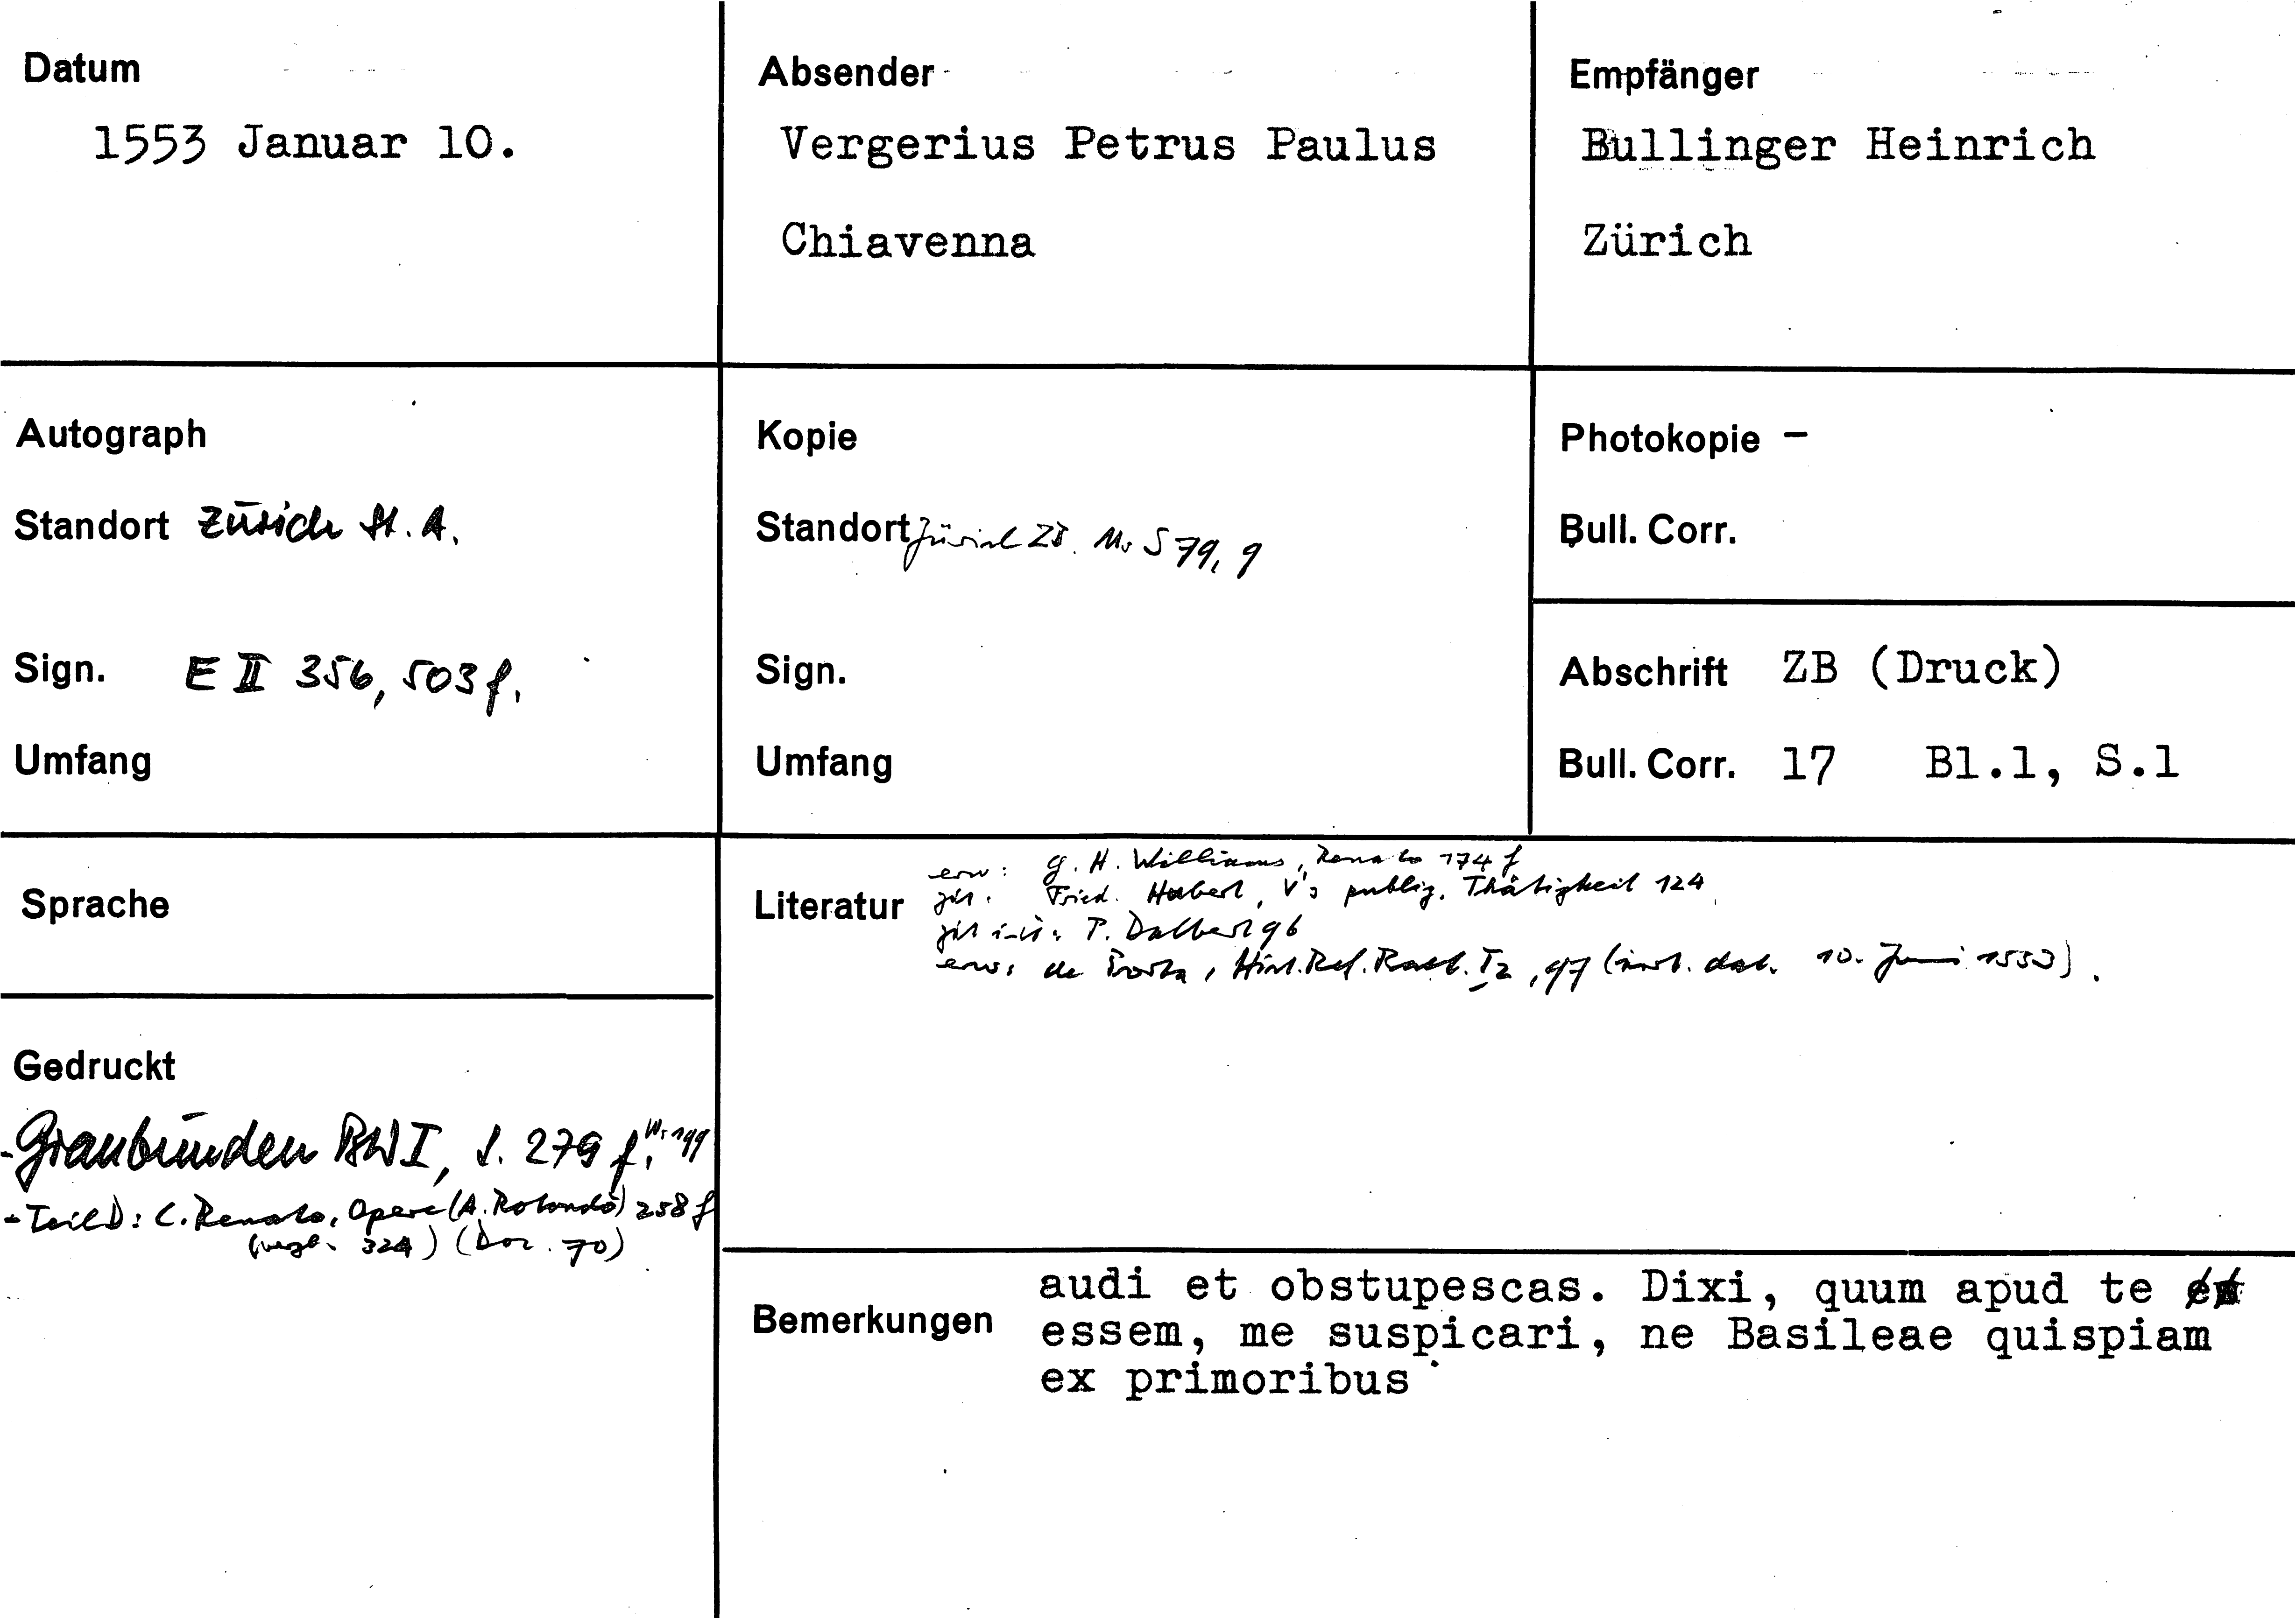 Datum
1553 Januar 10.
Absender
Vergerius Petrus Paulus
Chiavenna
Empfänger
Bullinger Heinrich
Zürich
Autograph
Standort Zürich St. A.
Sign. E II 356, 503 f.
Umfang
Kopie
Standort Zürich ZB. Ms S 79, 9
Sign.
Umfang
Photokopie -
Bull. Corr.
Abschrift ZB (Druck)
Bull. Corr. 17 Bl.1, S.1
Sprache
Gedruckt
- Graubünden BW I, S. 279 f. Nr 199
- Teil D: C. Renato, Opere (A. Rotondò) 258 f
(vergl. 324) (Doc. 70)
Literatur
erw: G. H. Williams, Renato 174 f
zit. Fried. Hubert, V's publiz. Thätigkeit 124
zit P. Dalbert 96
erw: de Porta, Hist. Ref. Raet. I2, 97 (dat. 10. Juni 1553).
Bemerkungen
audi et obstupescas. Dixi, quum apud te
essem, me suspicari, ne Basileae quispiam
ex primoribus